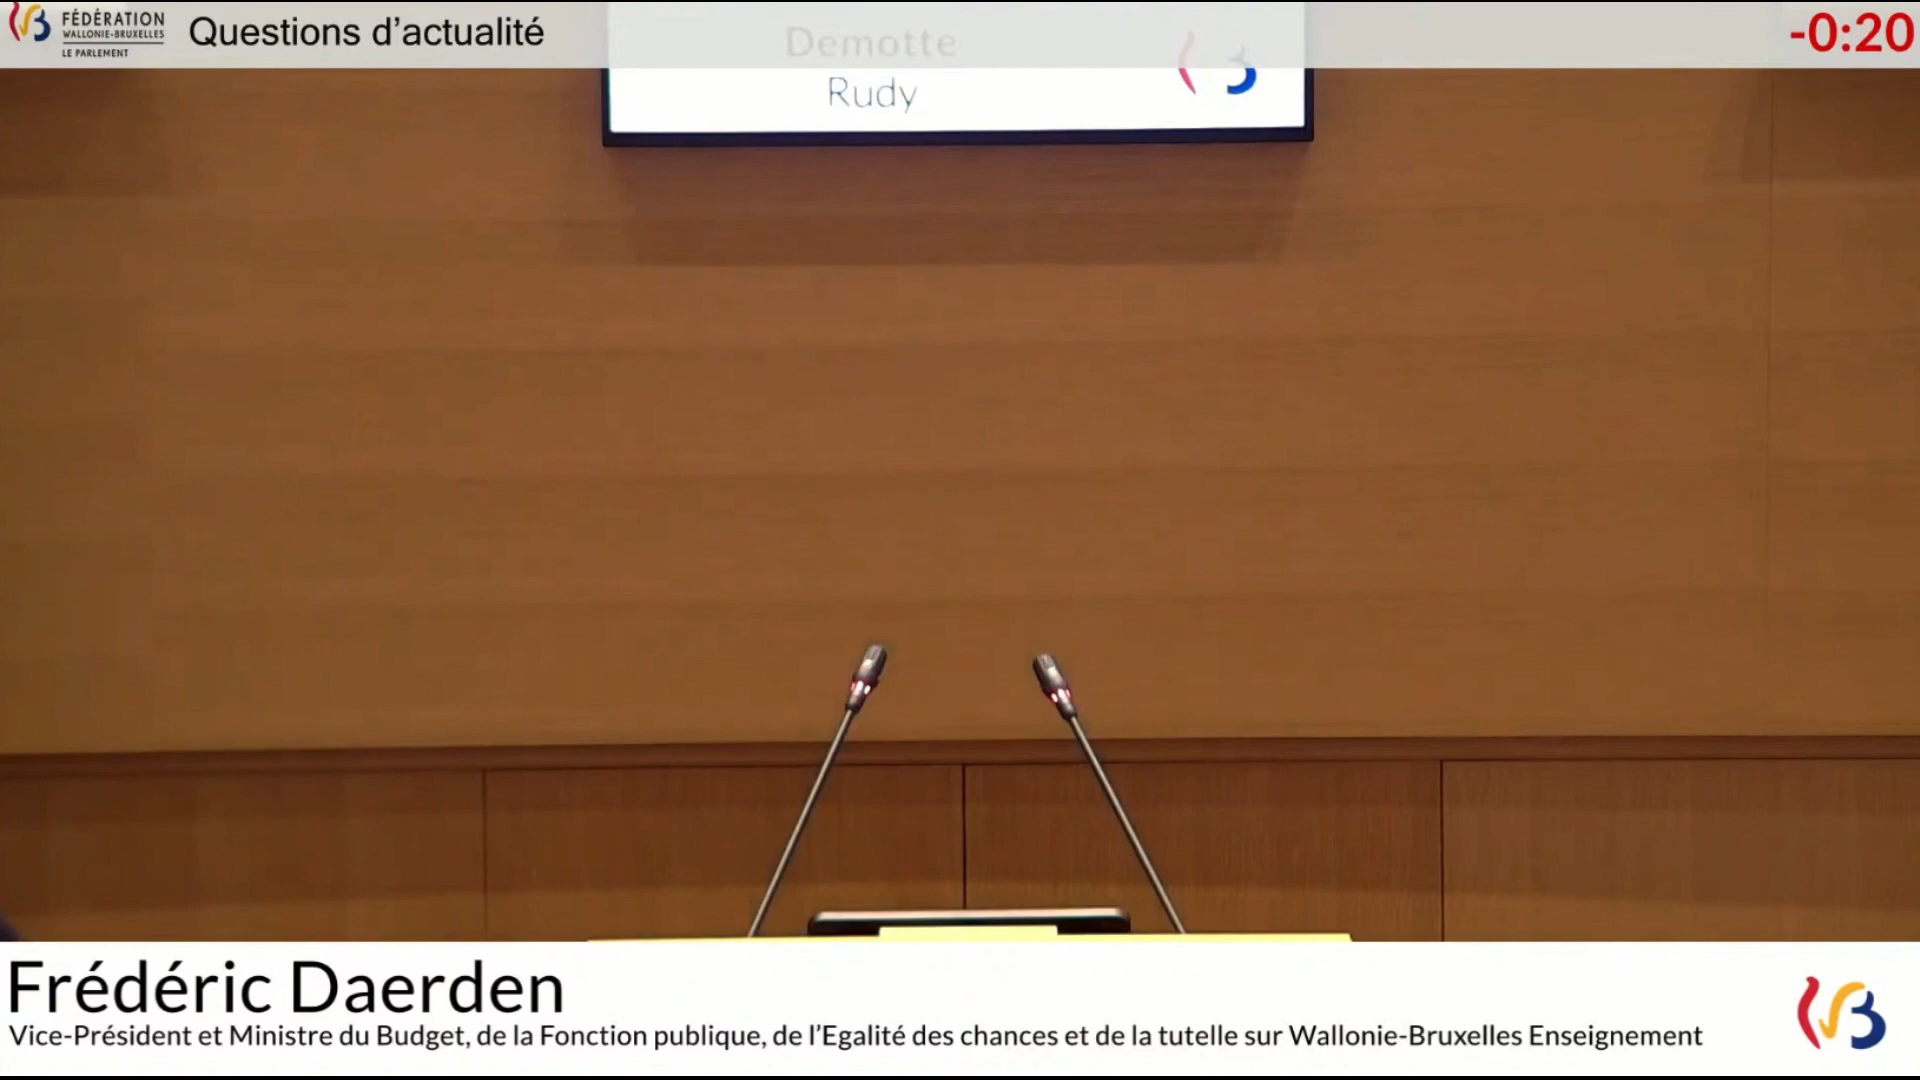 FÉDÉRATION
WALLONIE-BRUXELLES
LE PARLEMENT
Questions d’actualité
-0:20
Demotte
Rudy
Frédéric Daerden
Vice-Président et Ministre du Budget, de la Fonction publique, de l’Egalité des chances et de la tutelle sur Wallonie-Bruxelles Enseignement